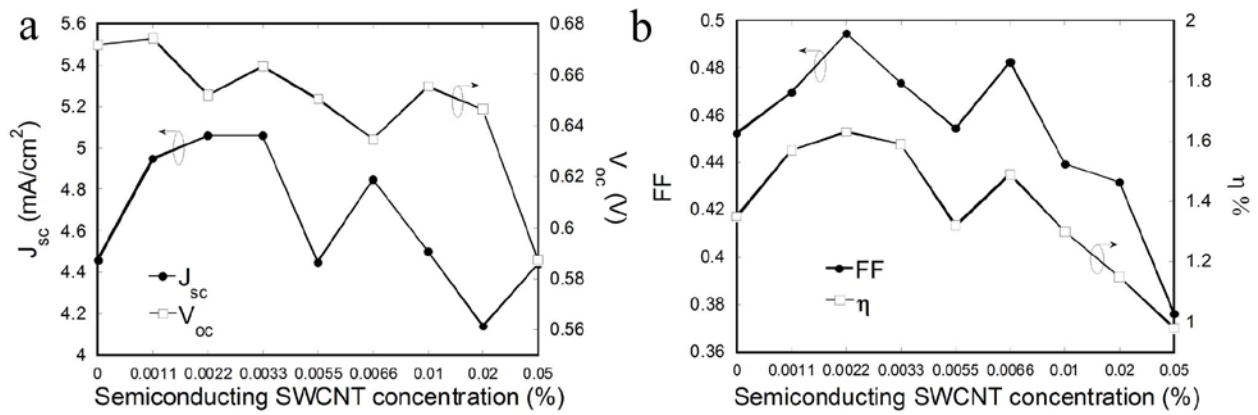 a
5.6
5.4
5.2
5
4.8
4.6
4.4
4.2
4
J_sc (mA/cm²)
0.68
0.66
0.64
0.62
0.6
0.58
0.56
V_oc (V)
J_sc
V_oc
0 0.0011 0.0022 0.0033 0.0055 0.0066 0.01 0.02 0.05
Semiconducting SWCNT concentration (%)
b
0.5
0.48
0.46
0.44
0.42
0.4
0.38
0.36
FF
2
1.8
1.6
1.4
1.2
1
η %
FF
η
0 0.0011 0.0022 0.0033 0.0055 0.0066 0.01 0.02 0.05
Semiconducting SWCNT concentration (%)